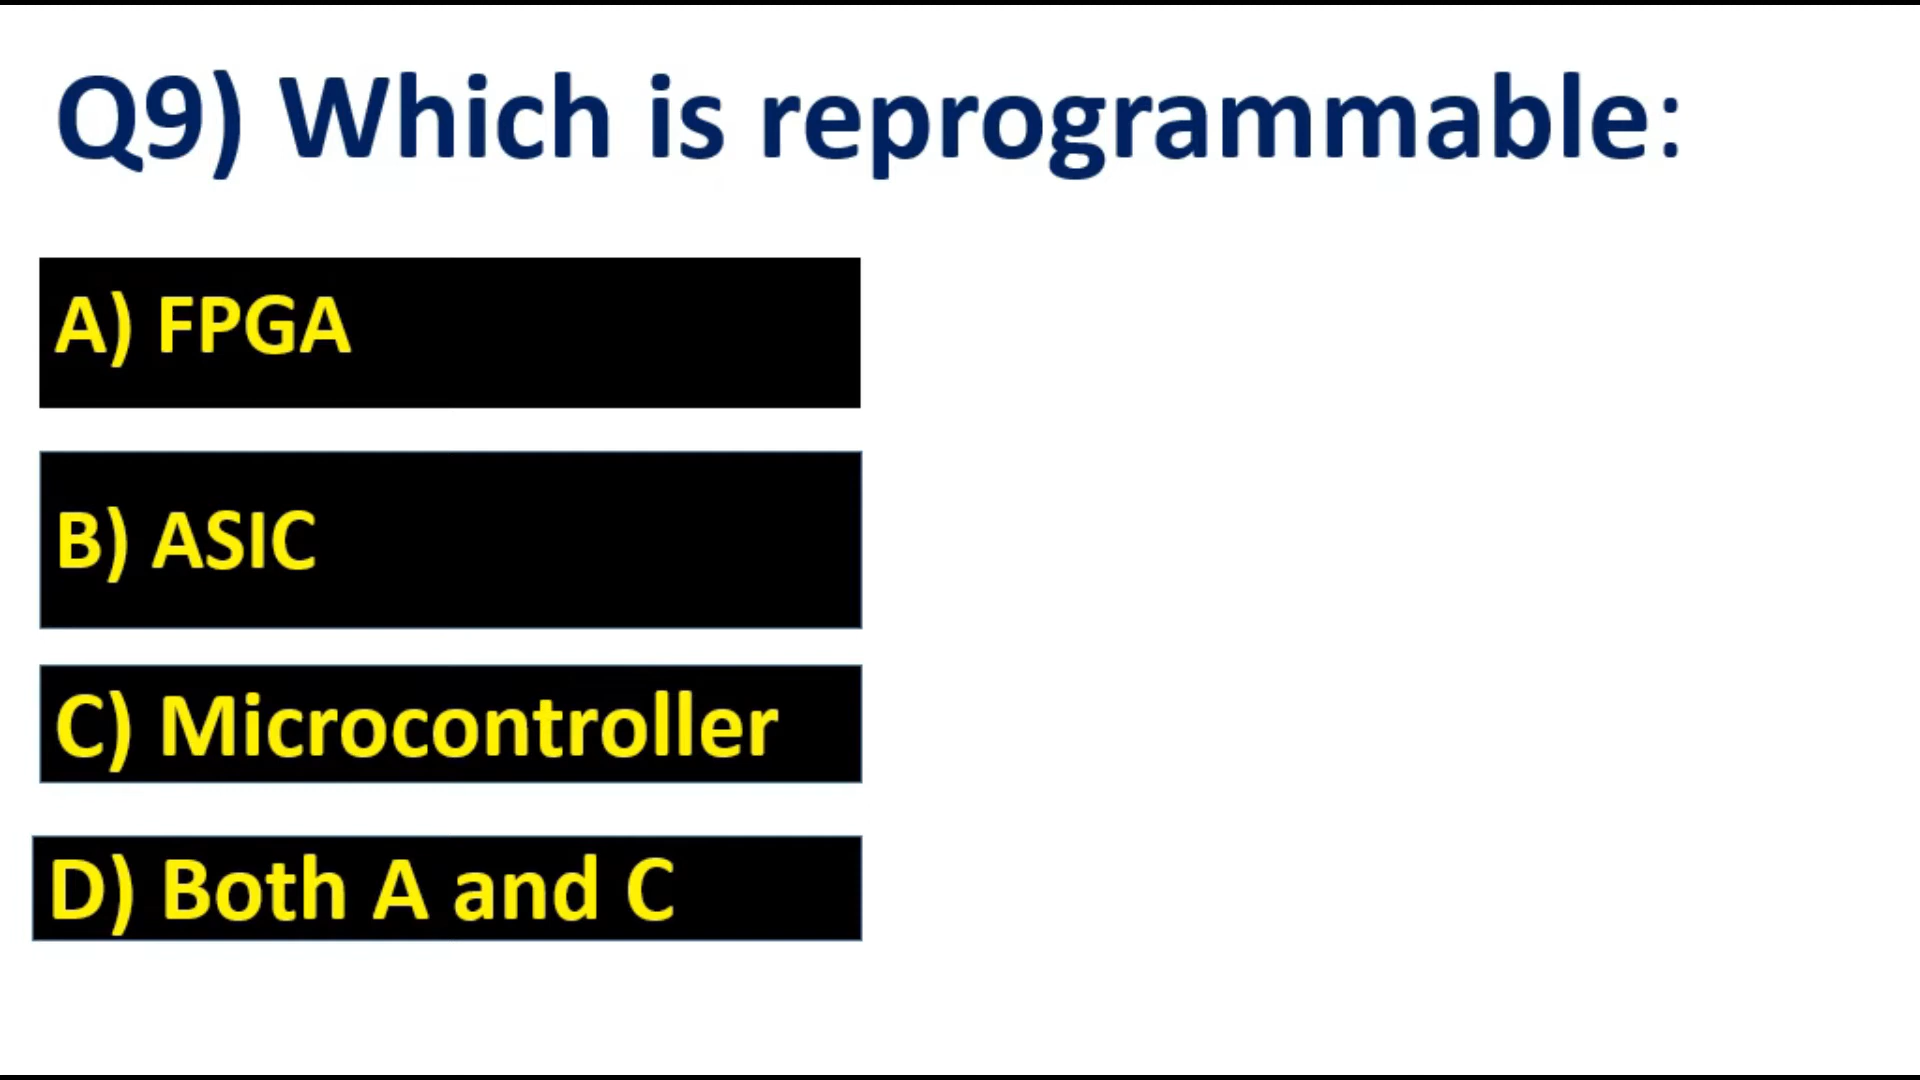 Q9) Which is reprogrammable:
A) FPGA
B) ASIC
C) Microcontroller
D) Both A and C